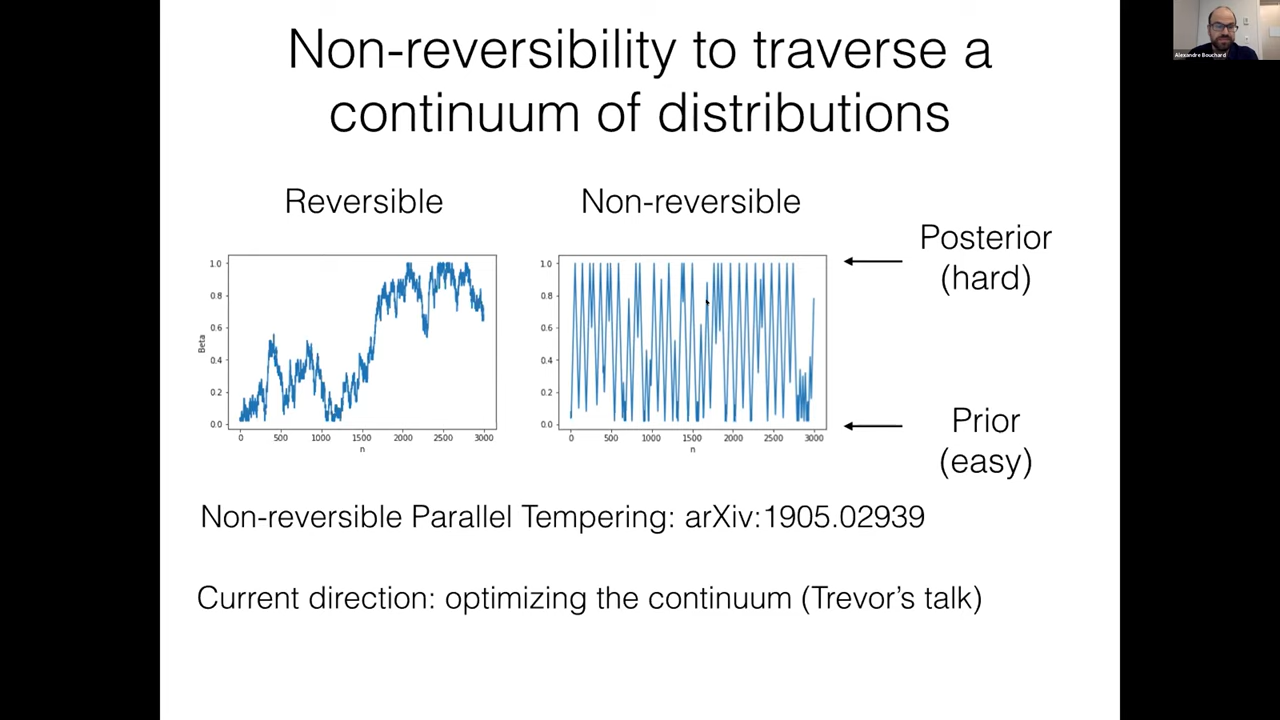 Non-reversibility to traverse a
continuum of distributions
Alexandre Bouchard
Reversible
Non-reversible
Posterior
(hard)
1.0
0.8
0.6
0.4
0.2
0.0
Beta
0
500
1000
1500
2000
2500
3000
n
1.0
0.8
0.6
0.4
0.2
0.0
0
500
1000
1500
2000
2500
3000
n
Prior
(easy)
Non-reversible Parallel Tempering: arXiv:1905.02939
Current direction: optimizing the continuum (Trevor’s talk)